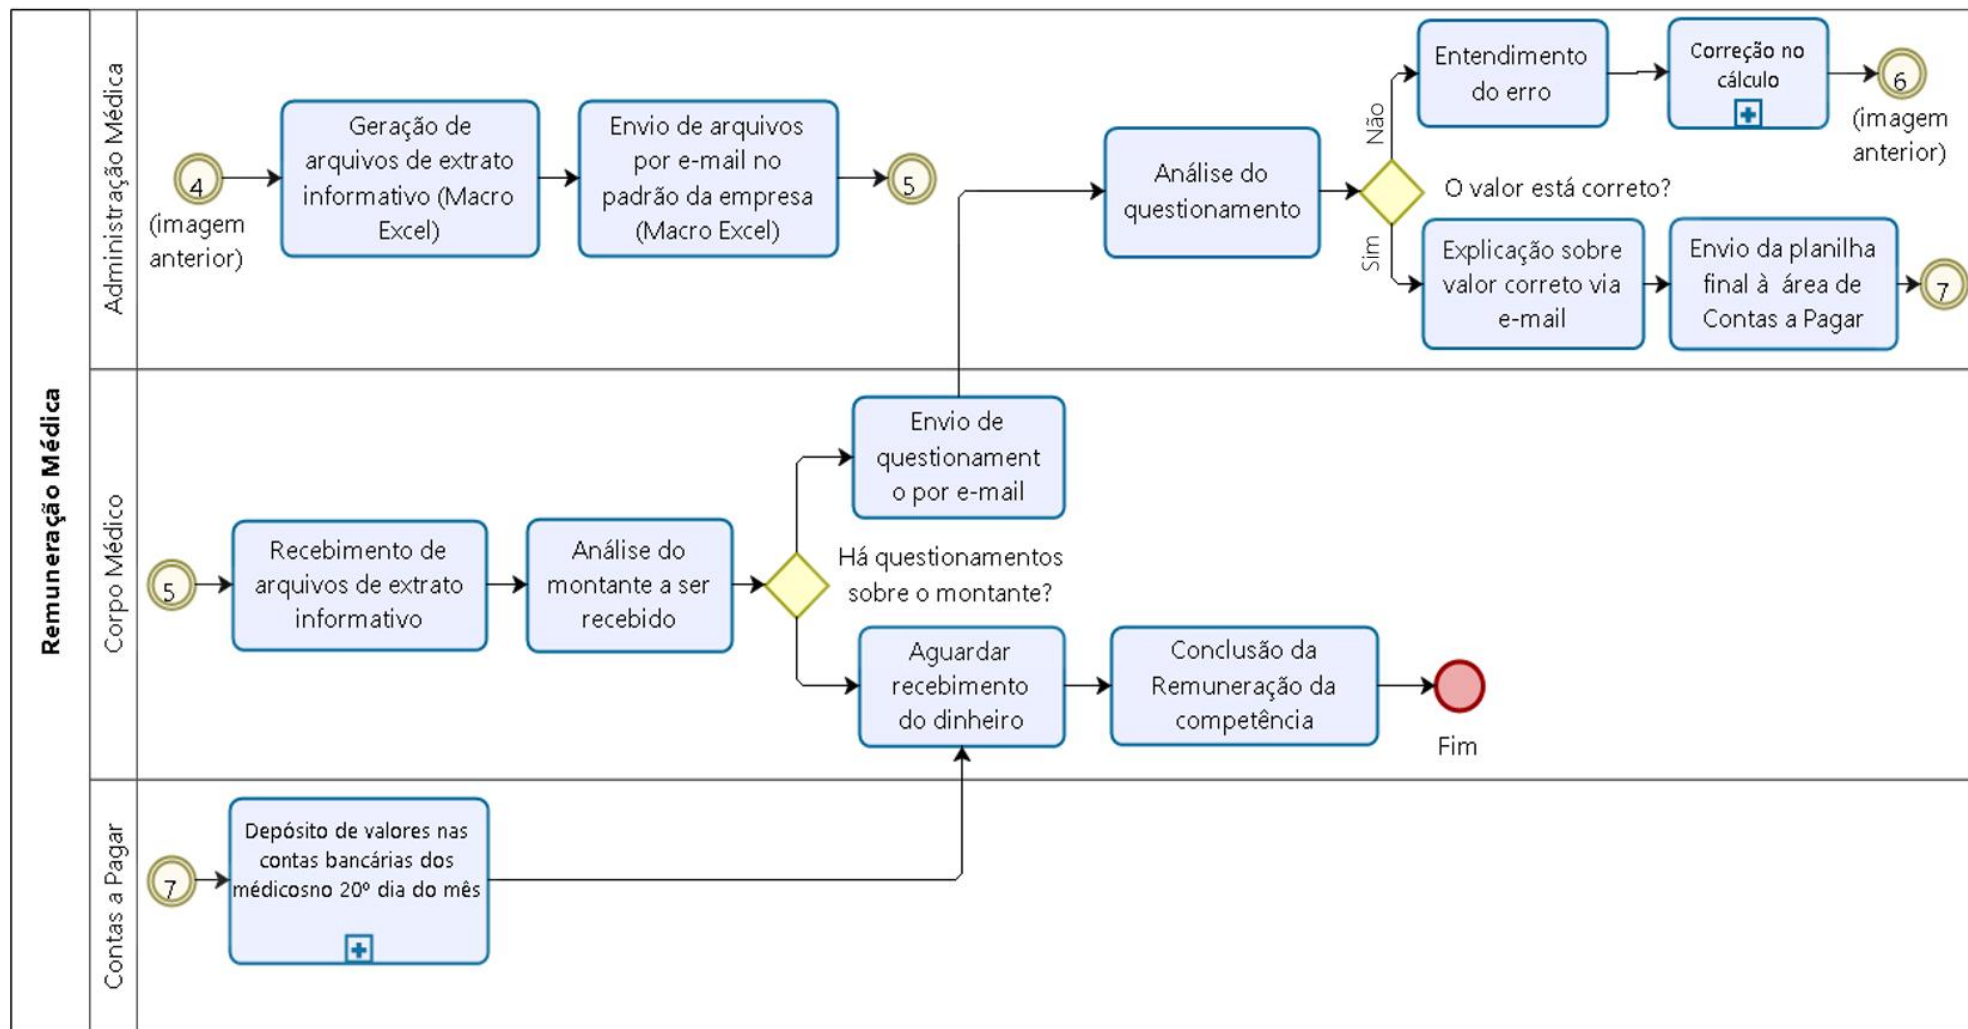 Remuneração Médica
Administração Médica
4
(imagem
anterior)
Geração de
arquivos de extrato
informativo (Macro
Excel)
Envio de arquivos
por e-mail no
padrão da empresa
(Macro Excel)
5
Análise do
questionamento
O valor está correto?
Não
Entendimento
do erro
Correção no
cálculo
6
(imagem
anterior)
Sim
Explicação sobre
valor correto via
e-mail
Envio da planilha
final à área de
Contas a Pagar
7
Corpo Médico
5
Recebimento de
arquivos de extrato
informativo
Análise do
montante a ser
recebido
Há questionamentos
sobre o montante?
Envio de
questionament
o por e-mail
Aguardar
recebimento
do dinheiro
Conclusão da
Remuneração da
competência
Fim
Contas a Pagar
7
Depósito de valores nas
contas bancárias dos
médicosno 20º dia do mês